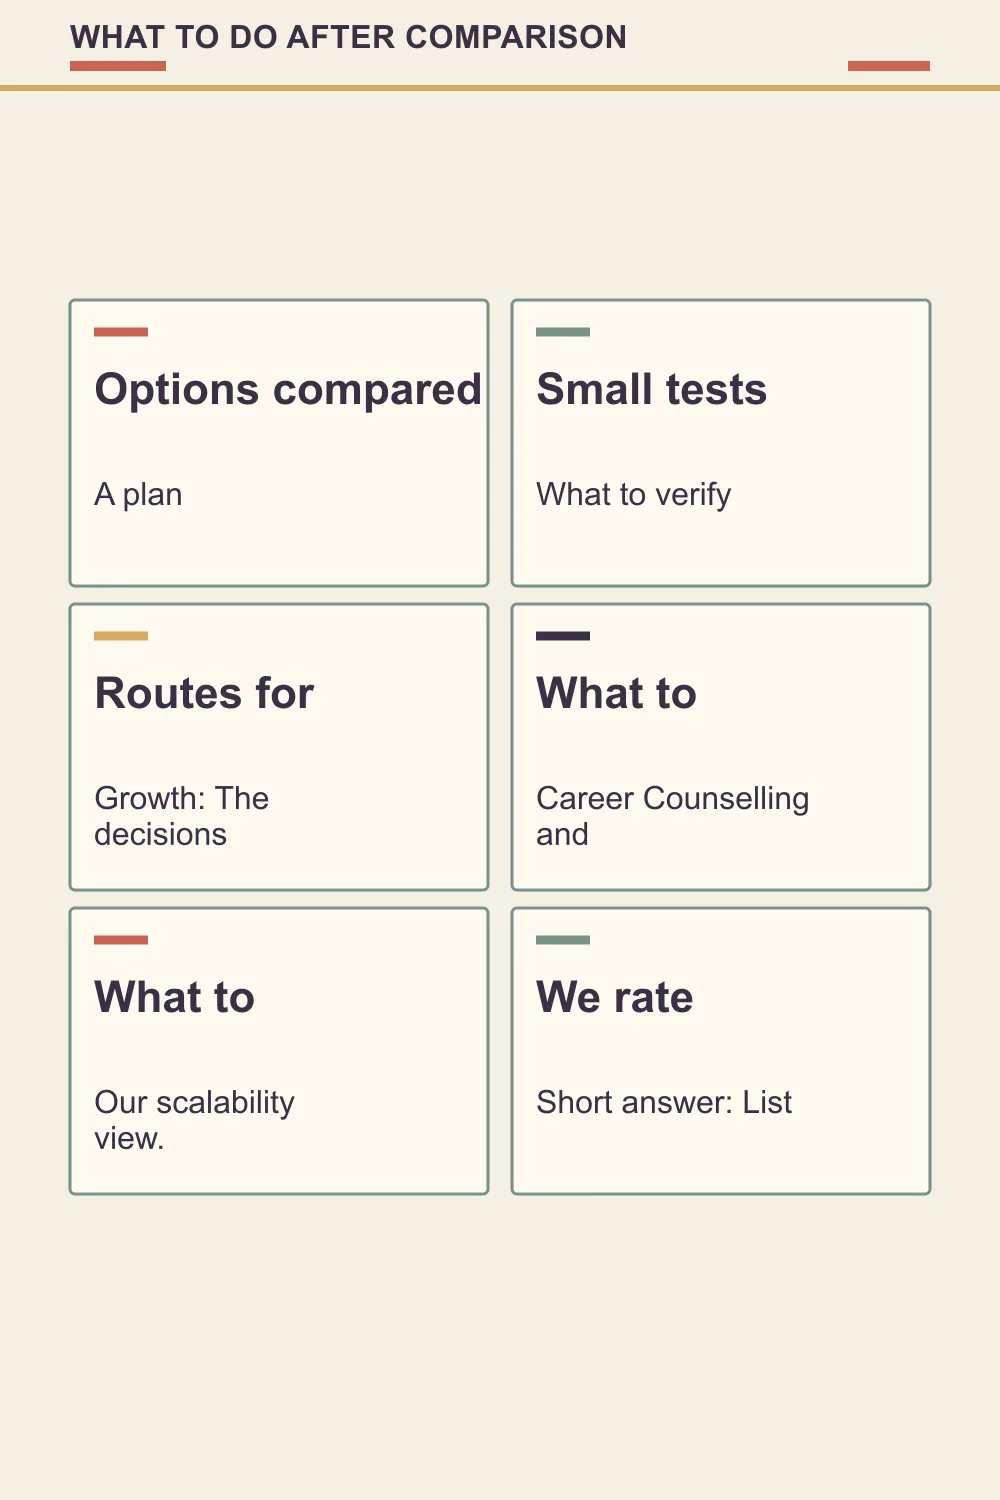 WHAT TO DO AFTER COMPARISON
Options compared
A plan
Small tests
What to verify
Routes for
Growth: The
decisions
What to
Career Counselling
and
What to
Our scalability
view.
We rate
Short answer: List